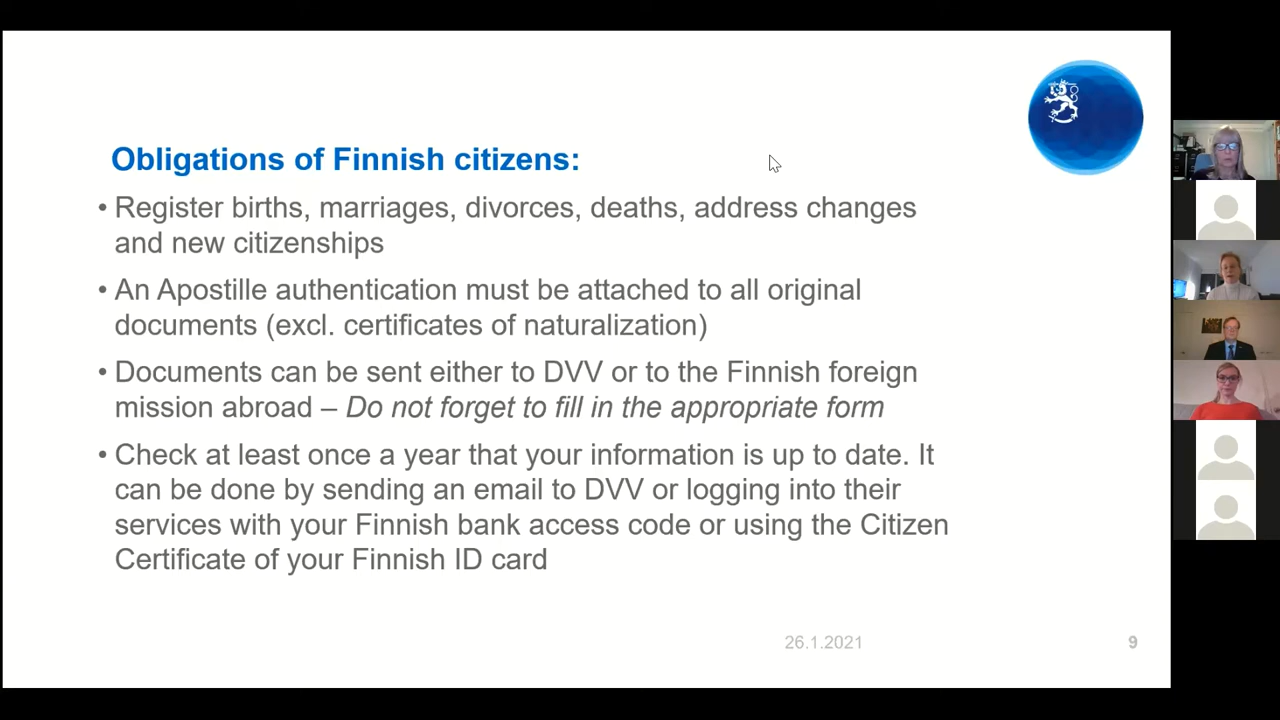 Obligations of Finnish citizens:
• Register births, marriages, divorces, deaths, address changes
and new citizenships
• An Apostille authentication must be attached to all original
documents (excl. certificates of naturalization)
• Documents can be sent either to DVV or to the Finnish foreign
mission abroad – Do not forget to fill in the appropriate form
• Check at least once a year that your information is up to date. It
can be done by sending an email to DVV or logging into their
services with your Finnish bank access code or using the Citizen
Certificate of your Finnish ID card
26.1.2021
9